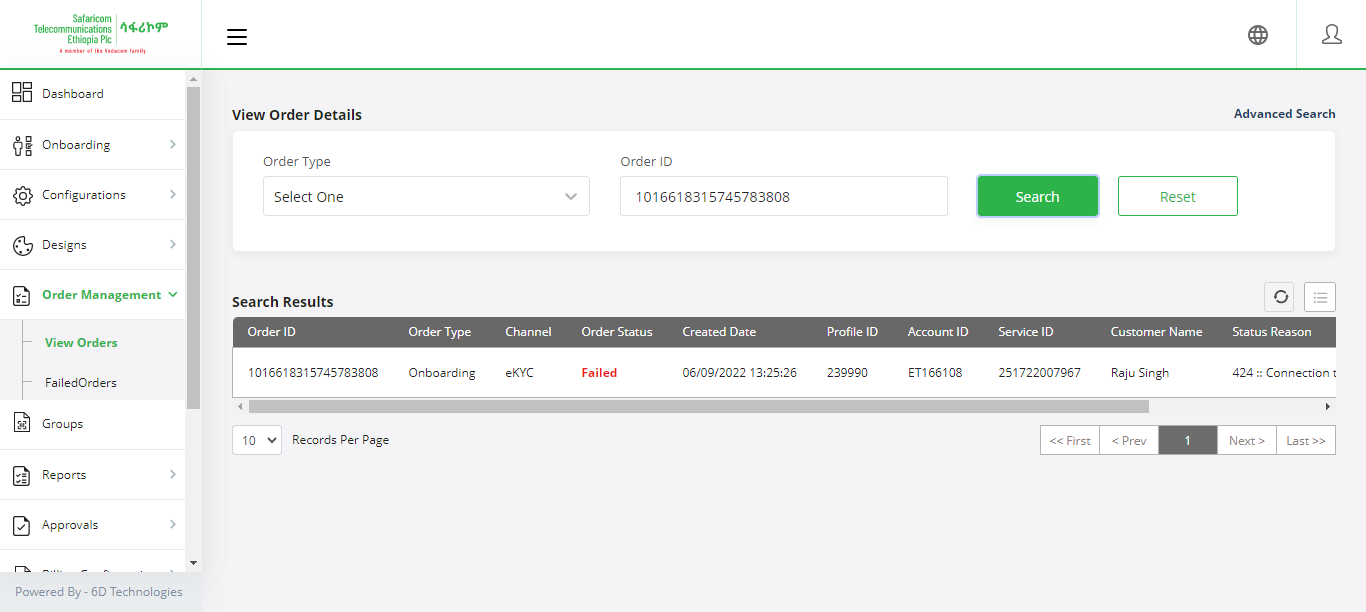 Safaricom
Telecommunications
Ethiopia Plc
ሳፋሪኮም
A member of the Vodacom family
Dashboard
Onboarding
Configurations
Designs
Order Management
View Orders
FailedOrders
Groups
Reports
Approvals
Powered By - 6D Technologies
View Order Details
Advanced Search
Order Type
Order ID
Select One
1016618315745783808
Search
Reset
Search Results
Order ID Order Type Channel Order Status Created Date Profile ID Account ID Service ID Customer Name Status Reason
1016618315745783808 Onboarding eKYC Failed 06/09/2022 13:25:26 239990 ET166108 251722007967 Raju Singh 424 :: Connection t
10 Records Per Page
<< First < Prev 1 Next > Last >>